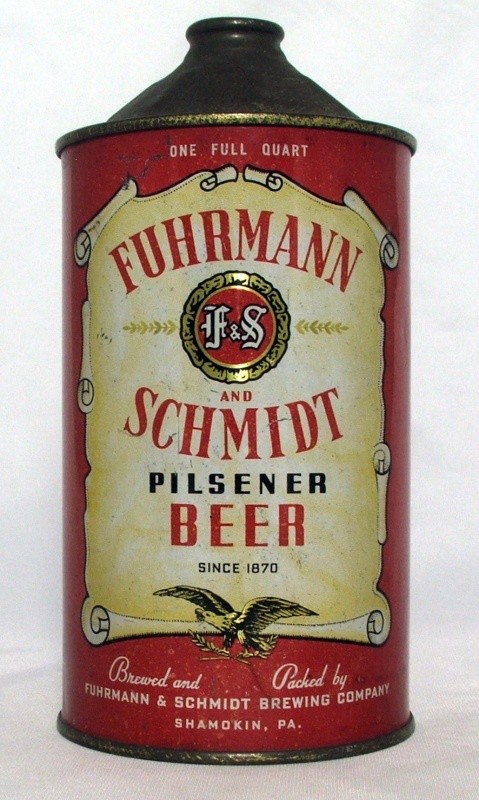 ONE FULL QUART
FUHRMANN
F&S
AND
SCHMIDT
PILSENER
BEER
SINCE 1870
Brewed and Packed by
FUHRMANN & SCHMIDT BREWING COMPANY
SHAMOKIN, PA.